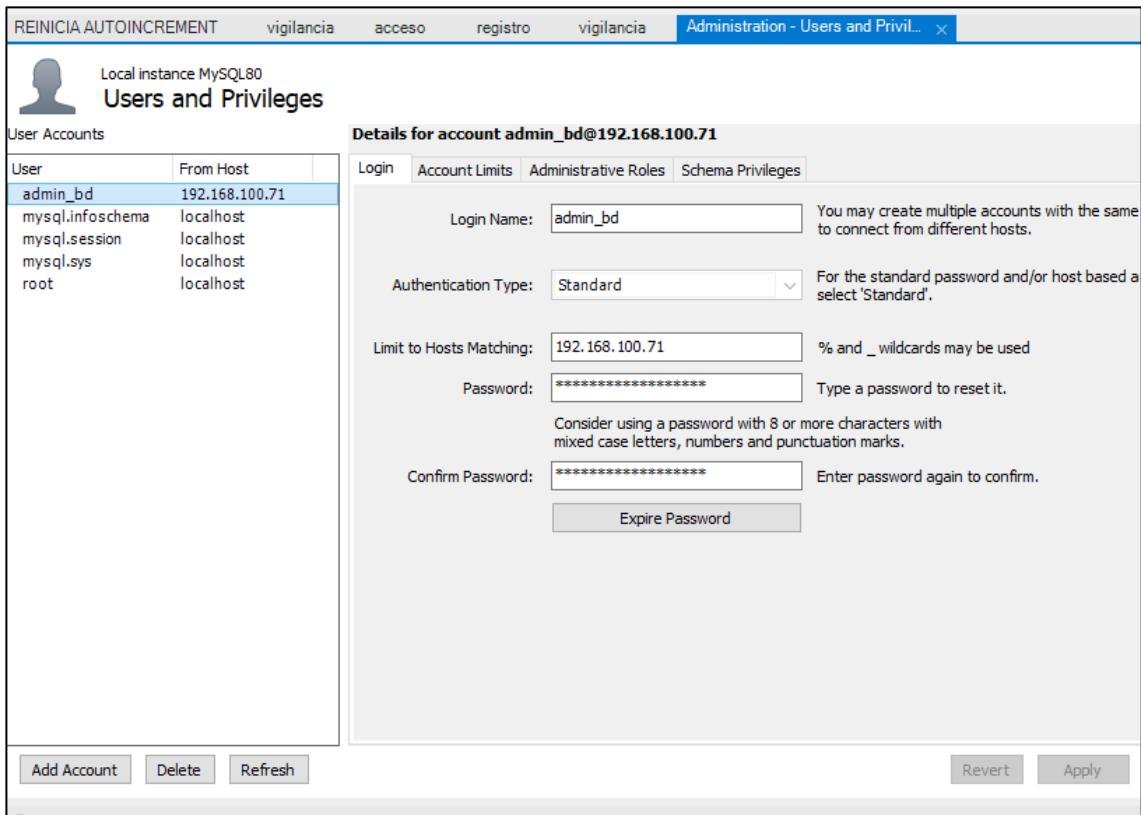 REINICIA AUTOINCREMENT vigilancia acceso registro vigilancia Administration - Users and Privil...
Local instance MySQL80
Users and Privileges
User Accounts
User From Host
admin_bd 192.168.100.71
mysql.infoschema localhost
mysql.session localhost
mysql.sys localhost
root localhost
Details for account admin_bd@192.168.100.71
Login Account Limits Administrative Roles Schema Privileges
Login Name: admin_bd You may create multiple accounts with the same
to connect from different hosts.
Authentication Type: Standard For the standard password and/or host based a
select 'Standard'.
Limit to Hosts Matching: 192.168.100.71 % and _ wildcards may be used
Password: ****************** Type a password to reset it.
Consider using a password with 8 or more characters with
mixed case letters, numbers and punctuation marks.
Confirm Password: ****************** Enter password again to confirm.
Expire Password
Add Account Delete Refresh Revert Apply